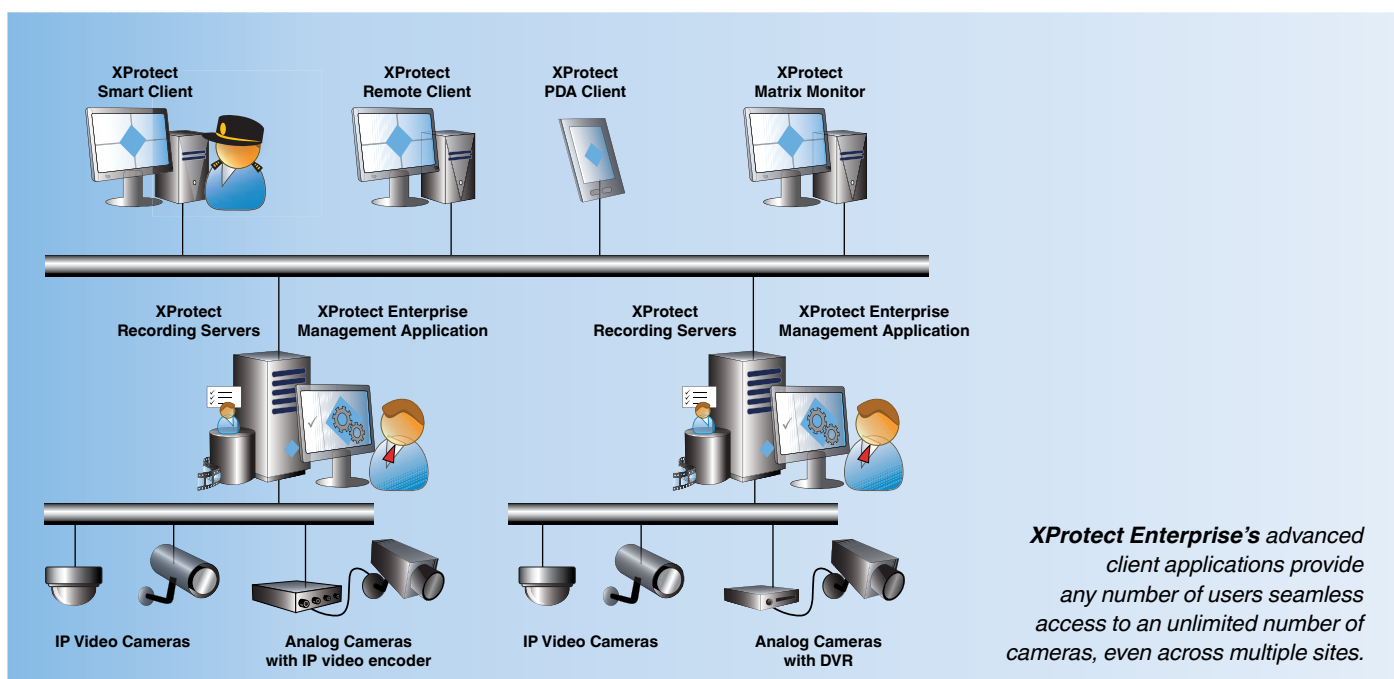 XProtect
Smart Client
XProtect
Remote Client
XProtect
PDA Client
XProtect
Matrix Monitor
XProtect
Recording Servers
XProtect Enterprise
Management Application
XProtect
Recording Servers
XProtect Enterprise
Management Application
IP Video Cameras
Analog Cameras
with IP video encoder
IP Video Cameras
Analog Cameras
with DVR
XProtect Enterprise’s advanced
client applications provide
any number of users seamless
access to an unlimited number of
cameras, even across multiple sites.